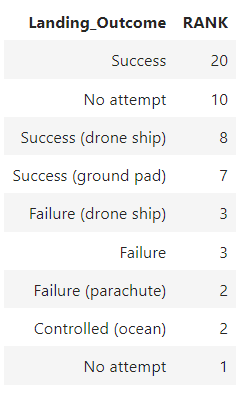 Landing_Outcome RANK
Success 20
No attempt 10
Success (drone ship) 8
Success (ground pad) 7
Failure (drone ship) 3
Failure 3
Failure (parachute) 2
Controlled (ocean) 2
No attempt 1